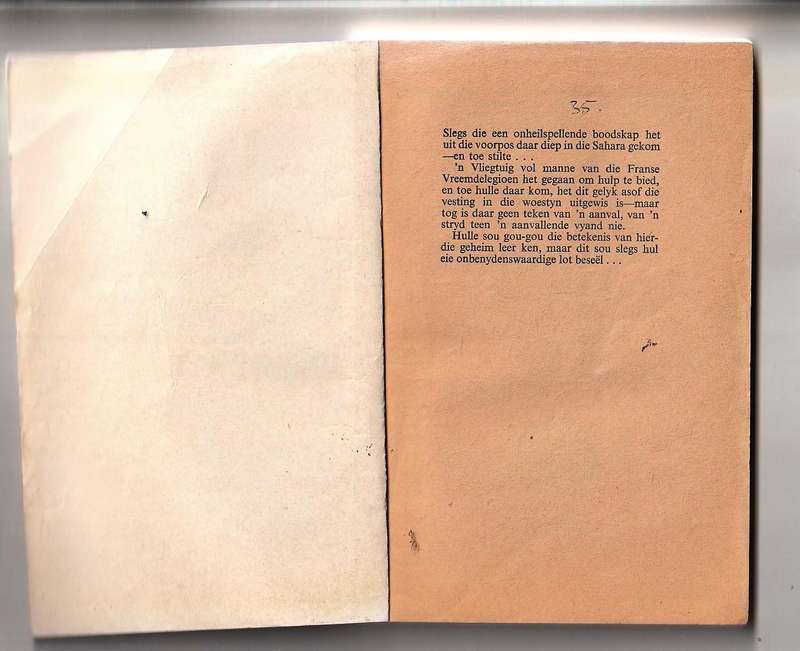 35.
Slegs die een onheilspellende boodskap het
uit die voorpos daar diep in die Sahara gekom
—en toe stilte . . .
'n Vliegtuig vol manne van die Franse
Vreemdelegioen het gegaan om hulp te bied,
en toe hulle daar kom, het dit gelyk asof die
vesting in die woestyn uitgewis is—maar
tog is daar geen teken van 'n aanval, van 'n
stryd teen 'n aanvallende vyand nie.
Hulle sou gou-gou die betekenis van hier-
die geheim leer ken, maar dit sou slegs hul
eie onbenydenswaardige lot beseël . . .